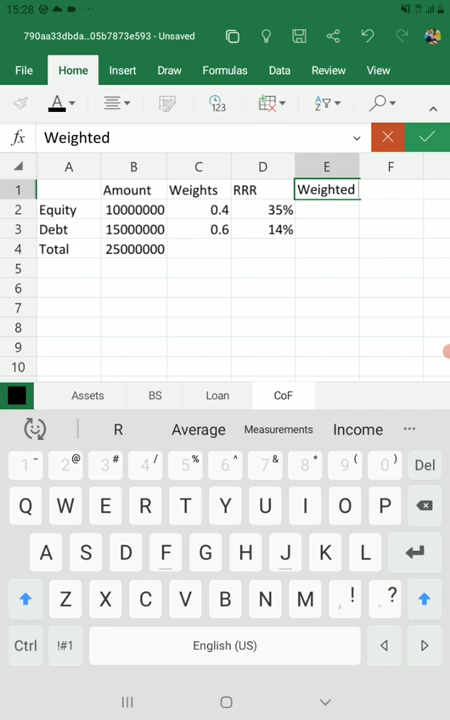 15:28
790aa33dbda...05b7873e593 - Unsaved
File Home Insert Draw Formulas Data Review View
A 123 A Z
fx Weighted
A B C D E F
1 Amount Weights RRR Weighted
2 Equity 10000000 0.4 35%
3 Debt 15000000 0.6 14%
4 Total 25000000
5
6
7
8
9
10
Assets BS Loan CoF
R Average Measurements Income ...
1 - 2 @ 3 # 4 / 5 % 6 ^ 7 & 8 * 9 ( 0 ) Del
Q W E R T Y U I O P
A S D F G H J K L
Z X C V B N M , ! . ?
Ctrl !#1 English (US)